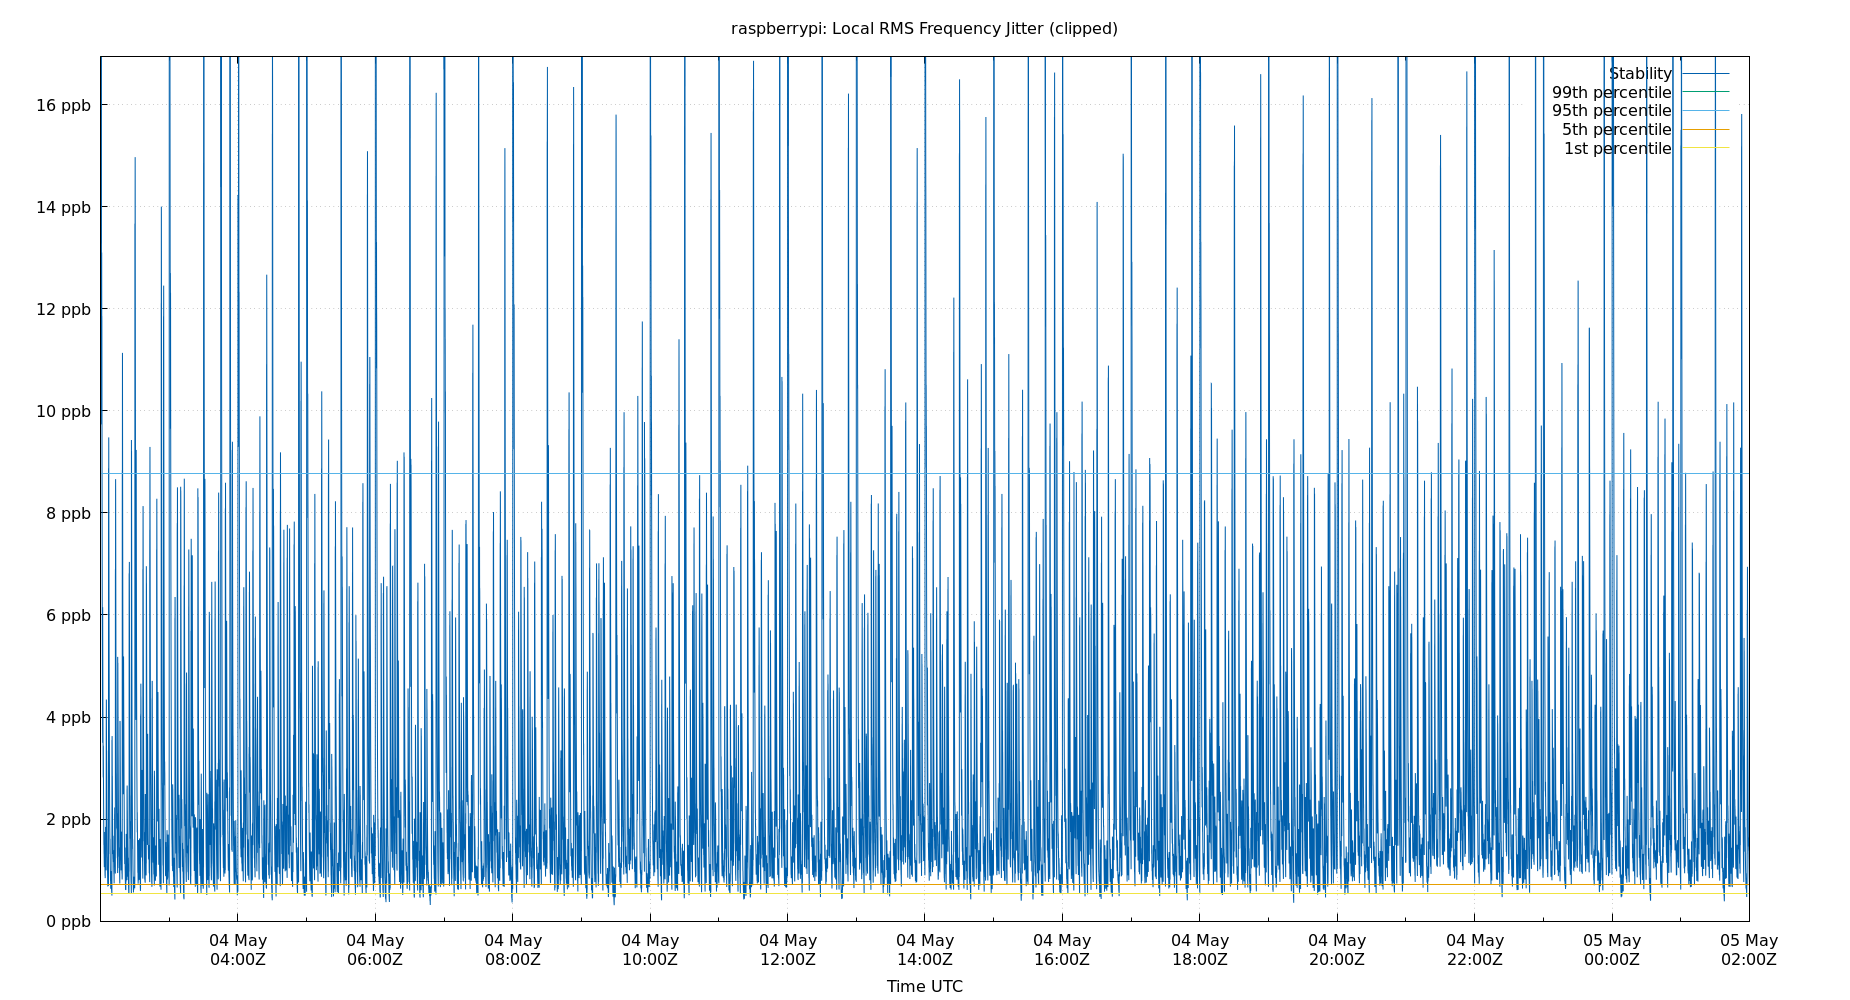 raspberrypi: Local RMS Frequency Jitter (clipped)
Stability
99th percentile
95th percentile
5th percentile
1st percentile
16 ppb
14 ppb
12 ppb
10 ppb
8 ppb
6 ppb
4 ppb
2 ppb
0 ppb
04 May 04 May 04 May 04 May 04 May 04 May 04 May 04 May 04 May 04 May 05 May 05 May
04:00Z 06:00Z 08:00Z 10:00Z 12:00Z 14:00Z 16:00Z 18:00Z 20:00Z 22:00Z 00:00Z 02:00Z
Time UTC